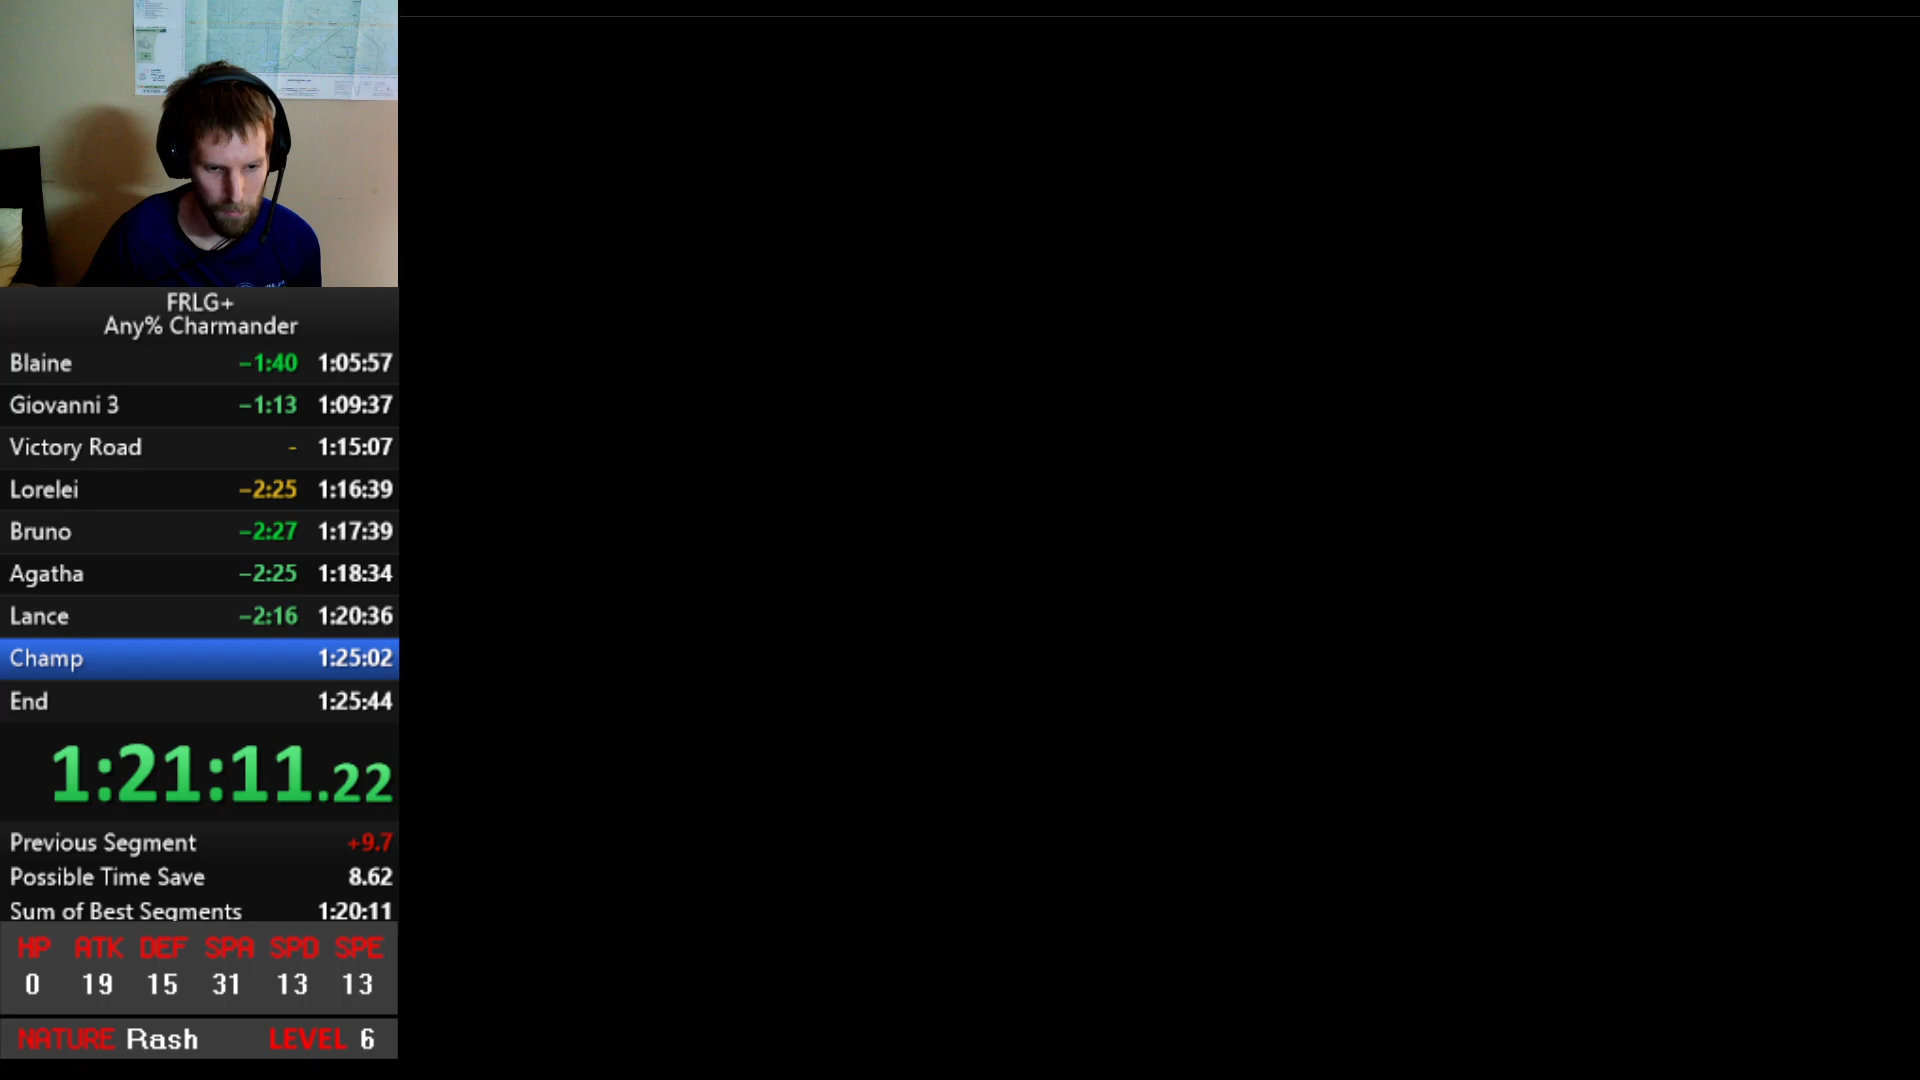 FRLG+
Any% Charmander
Blaine −1:40 1:05:57
Giovanni 3 −1:13 1:09:37
Victory Road - 1:15:07
Lorelei −2:25 1:16:39
Bruno −2:27 1:17:39
Agatha −2:25 1:18:34
Lance −2:16 1:20:36
Champ 1:25:02
End 1:25:44
1:21:11.22
Previous Segment +9.7
Possible Time Save 8.62
Sum of Best Segments 1:20:11
HP ATK DEF SPA SPD SPE
0 19 15 31 13 13
NATURE Rash LEVEL 6